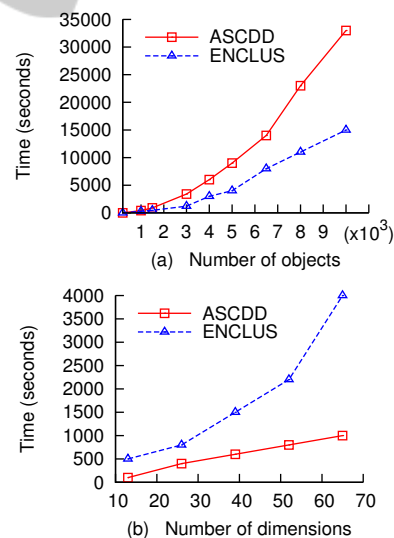 35000
30000
25000
20000
15000
10000
5000
0
Time (seconds)
ASCDD
ENCLUS
1 2 3 4 5 6 7 8 9 (x10³)
(a) Number of objects
4000
3500
3000
2500
2000
1500
1000
500
0
Time (seconds)
ASCDD
ENCLUS
10 20 30 40 50 60 70
(b) Number of dimensions